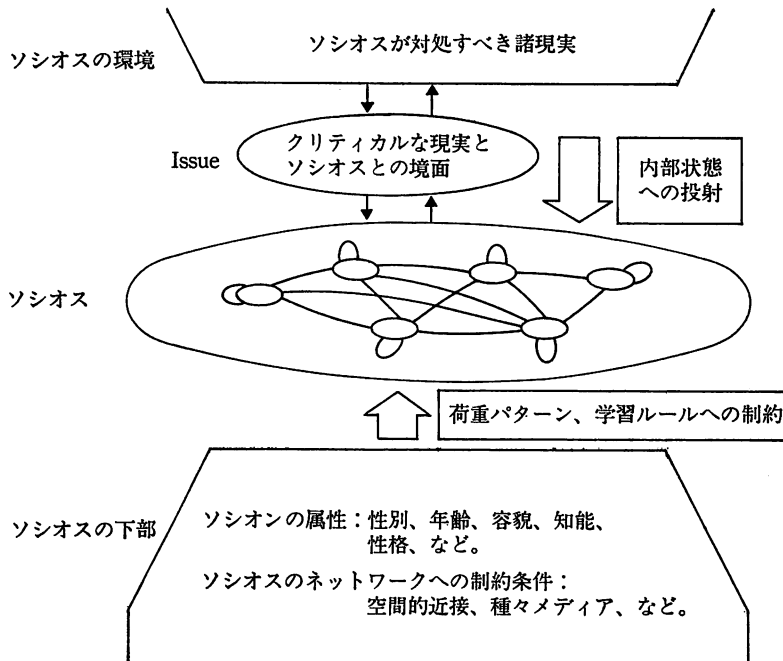 ソシオスが対処すべき諸現実
ソシオスの環境
Issue
クリティカルな現実と
ソシオスとの境面
内部状態
への投射
ソシオス
荷重パターン、学習ルールへの制約
ソシオスの下部
ソシオンの属性：性別、年齢、容貌、知能、
性格、など。
ソシオスのネットワークへの制約条件：
空間的近接、種々メディア、など。